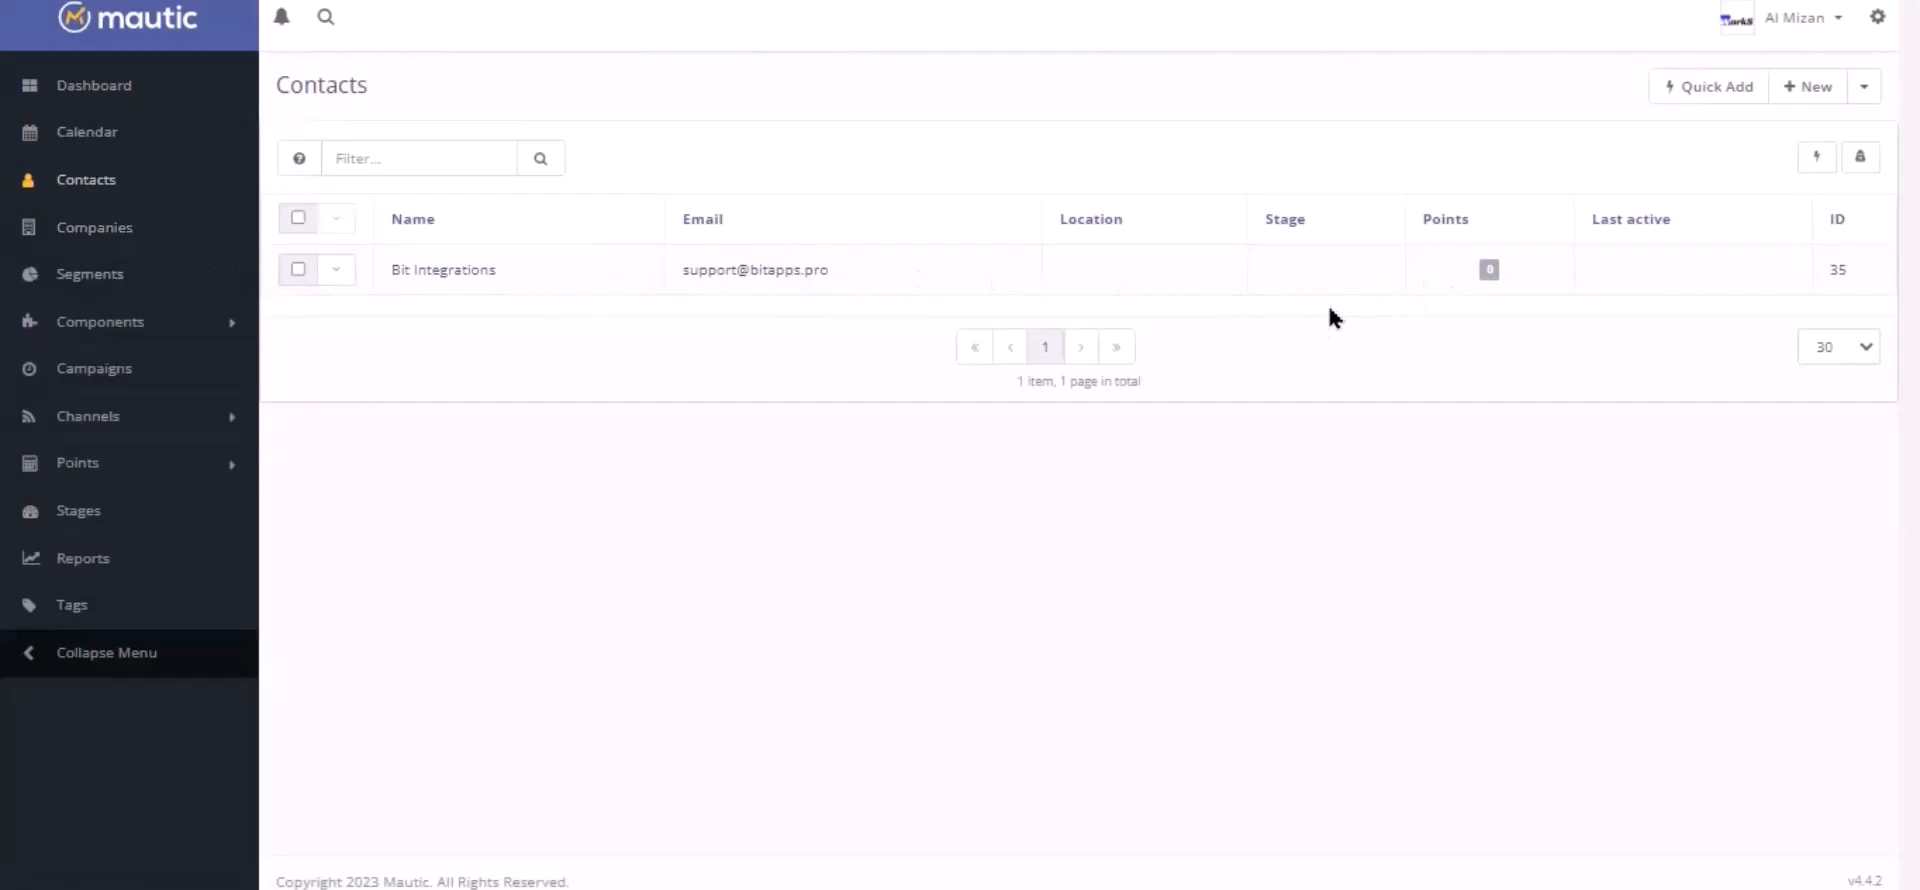 mautic
Al Mizan
Dashboard
Calendar
Contacts
Companies
Segments
Components
Campaigns
Channels
Points
Stages
Reports
Tags
Collapse Menu
Contacts
Quick Add
New
Filter...
Name Email Location Stage Points Last active ID
Bit Integrations support@bitapps.pro 0 35
« ‹ 1 › »
30
1 item, 1 page in total
Copyright 2023 Mautic. All Rights Reserved.
v4.4.2